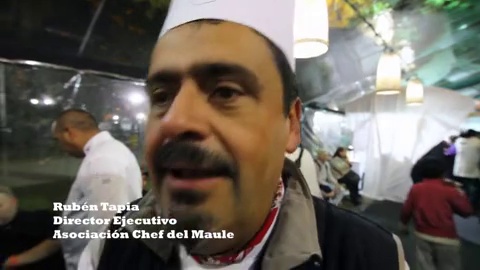 Rubén Tapia
Director Ejecutivo
Asociación Chef del Maule